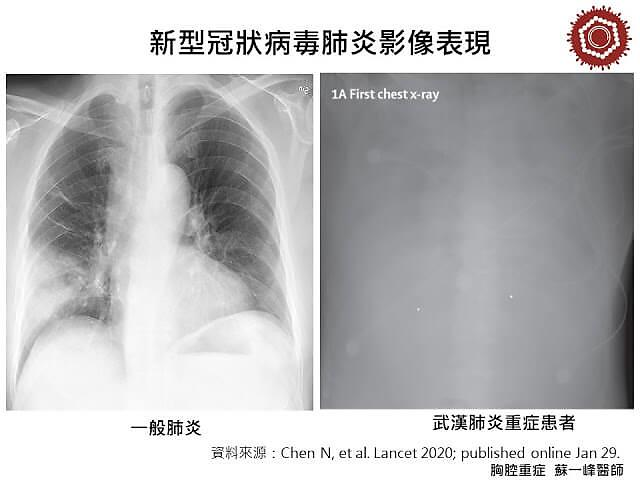 新型冠狀病毒肺炎影像表現
1A First chest x-ray
一般肺炎
武漢肺炎重症患者
資料來源：Chen N, et al. Lancet 2020; published online Jan 29.
胸腔重症 蘇一峰醫師